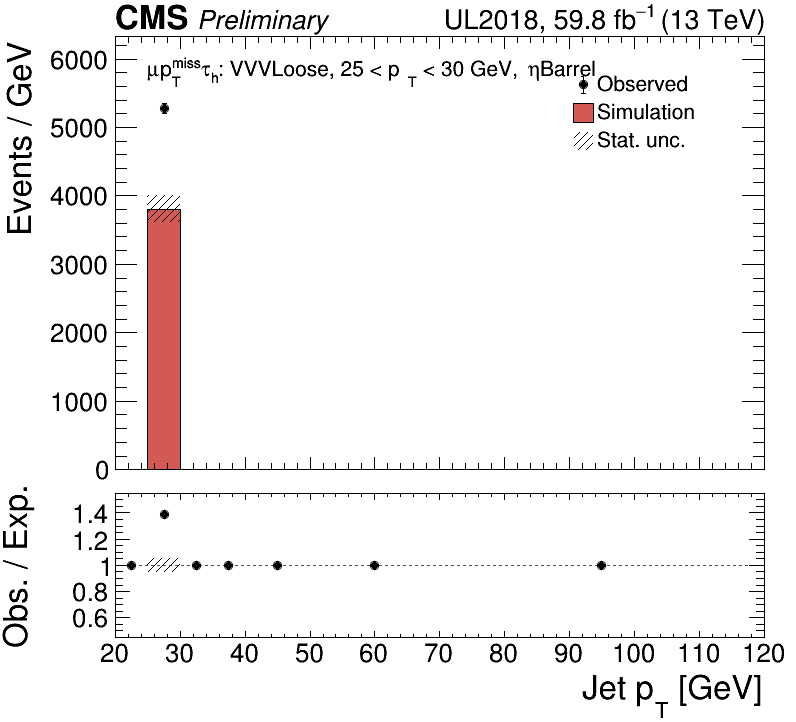 CMS Preliminary UL2018, 59.8 fb⁻¹ (13 TeV)
μp_T^miss τ_h: VVVLoose, 25 < p_T < 30 GeV, ηBarrel
Observed
Simulation
Stat. unc.
Events / GeV
6000
5000
4000
3000
2000
1000
0
Obs. / Exp.
1.4
1.2
1
0.8
0.6
20 30 40 50 60 70 80 90 100 110 120
Jet p_T [GeV]